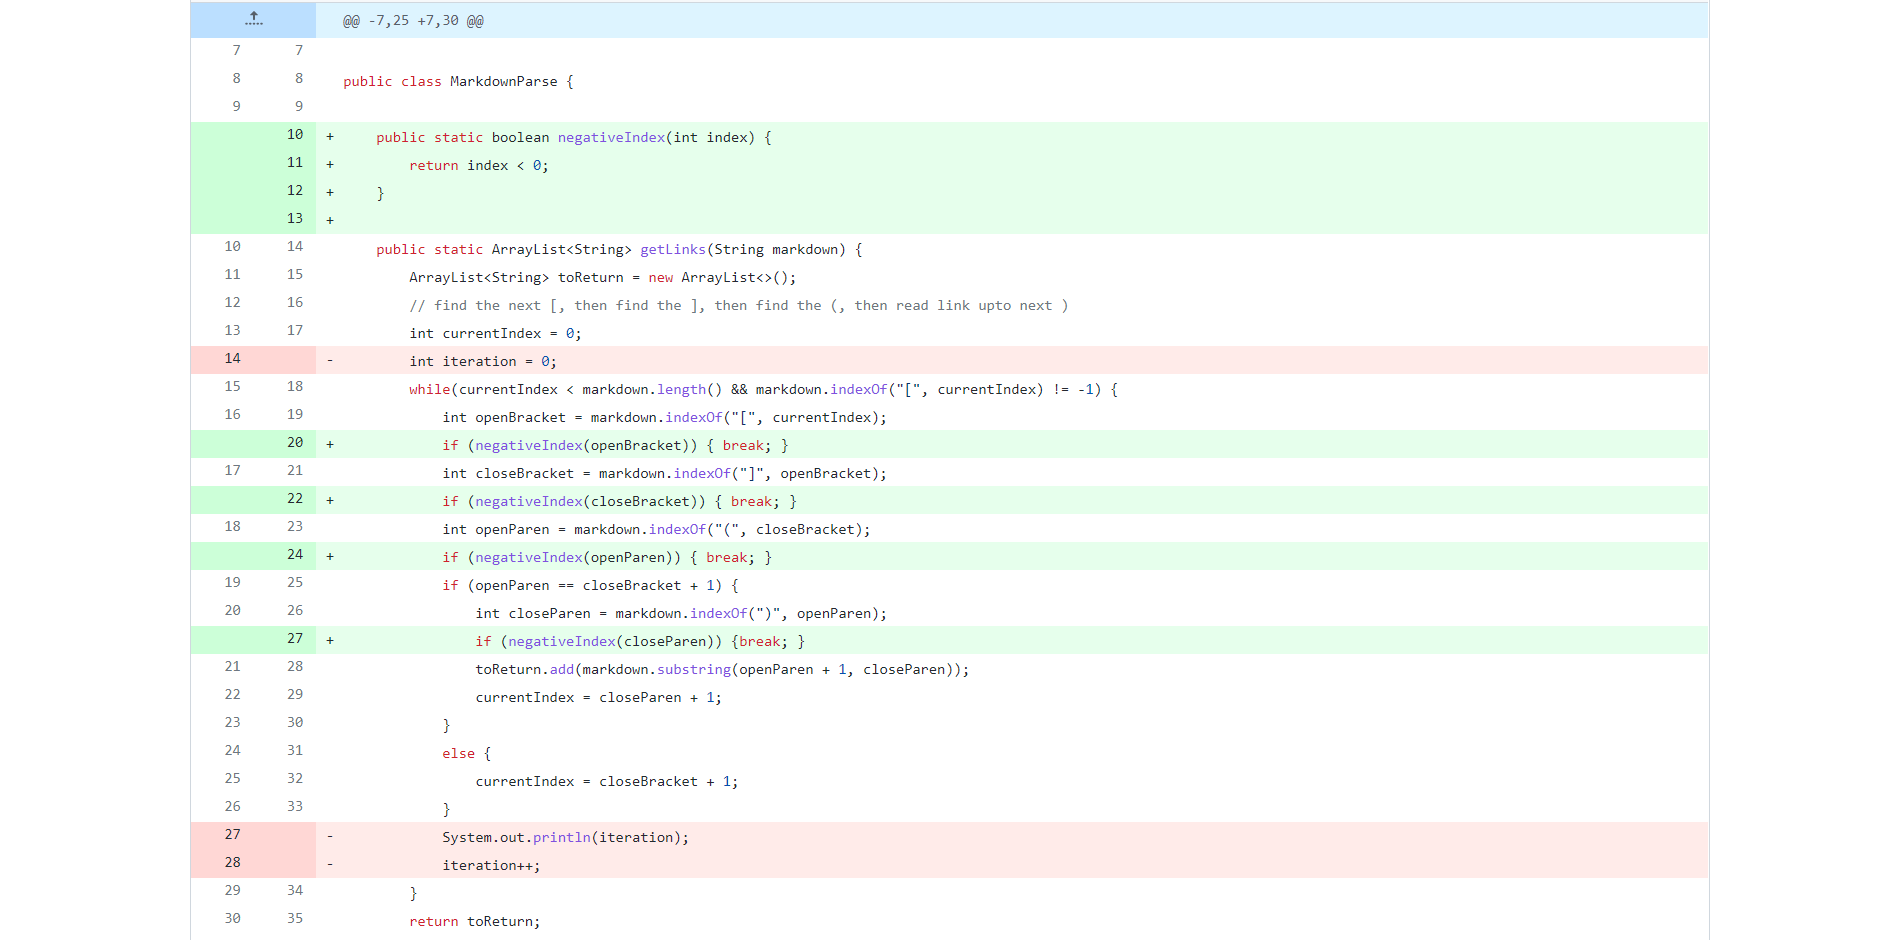 @@ -7,25 +7,30 @@
7 7
8 8 public class MarkdownParse {
9 9
10 + public static boolean negativeIndex(int index) {
11 + return index < 0;
12 + }
13 +
10 14 public static ArrayList<String> getLinks(String markdown) {
11 15 ArrayList<String> toReturn = new ArrayList<>();
12 16 // find the next [, then find the ], then find the (, then read link upto next )
13 17 int currentIndex = 0;
14 - int iteration = 0;
15 18 while(currentIndex < markdown.length() && markdown.indexOf("[", currentIndex) != -1) {
16 19 int openBracket = markdown.indexOf("[", currentIndex);
20 + if (negativeIndex(openBracket)) { break; }
17 21 int closeBracket = markdown.indexOf("]", openBracket);
22 + if (negativeIndex(closeBracket)) { break; }
18 23 int openParen = markdown.indexOf("(", closeBracket);
24 + if (negativeIndex(openParen)) { break; }
19 25 if (openParen == closeBracket + 1) {
20 26 int closeParen = markdown.indexOf(")", openParen);
27 + if (negativeIndex(closeParen)) {break; }
21 28 toReturn.add(markdown.substring(openParen + 1, closeParen));
22 29 currentIndex = closeParen + 1;
23 30 }
24 31 else {
25 32 currentIndex = closeBracket + 1;
26 33 }
27 - System.out.println(iteration);
28 - iteration++;
29 34 }
30 35 return toReturn;